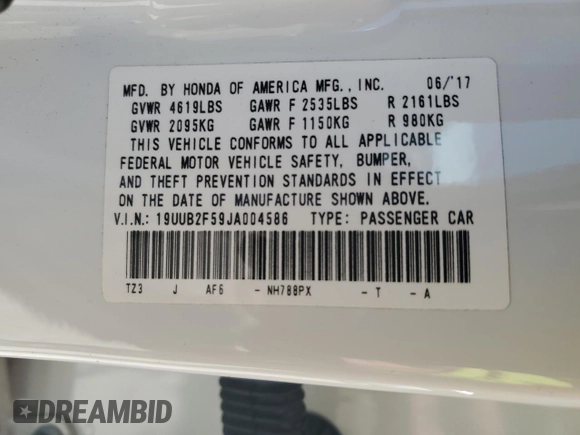 MFD. BY HONDA OF AMERICA MFG., INC. 06/'17
GVWR 4619LBS GAWR F 2535LBS R 2161LBS
GVWR 2095KG GAWR F 1150KG R 980KG
THIS VEHICLE CONFORMS TO ALL APPLICABLE
FEDERAL MOTOR VEHICLE SAFETY, BUMPER,
AND THEFT PREVENTION STANDARDS IN EFFECT
ON THE DATE OF MANUFACTURE SHOWN ABOVE.
V.I.N.: 19UUB2F59JA004586 TYPE: PASSENGER CAR
TZ3 J AF6 - NH788PX - T - A
DREAMBID